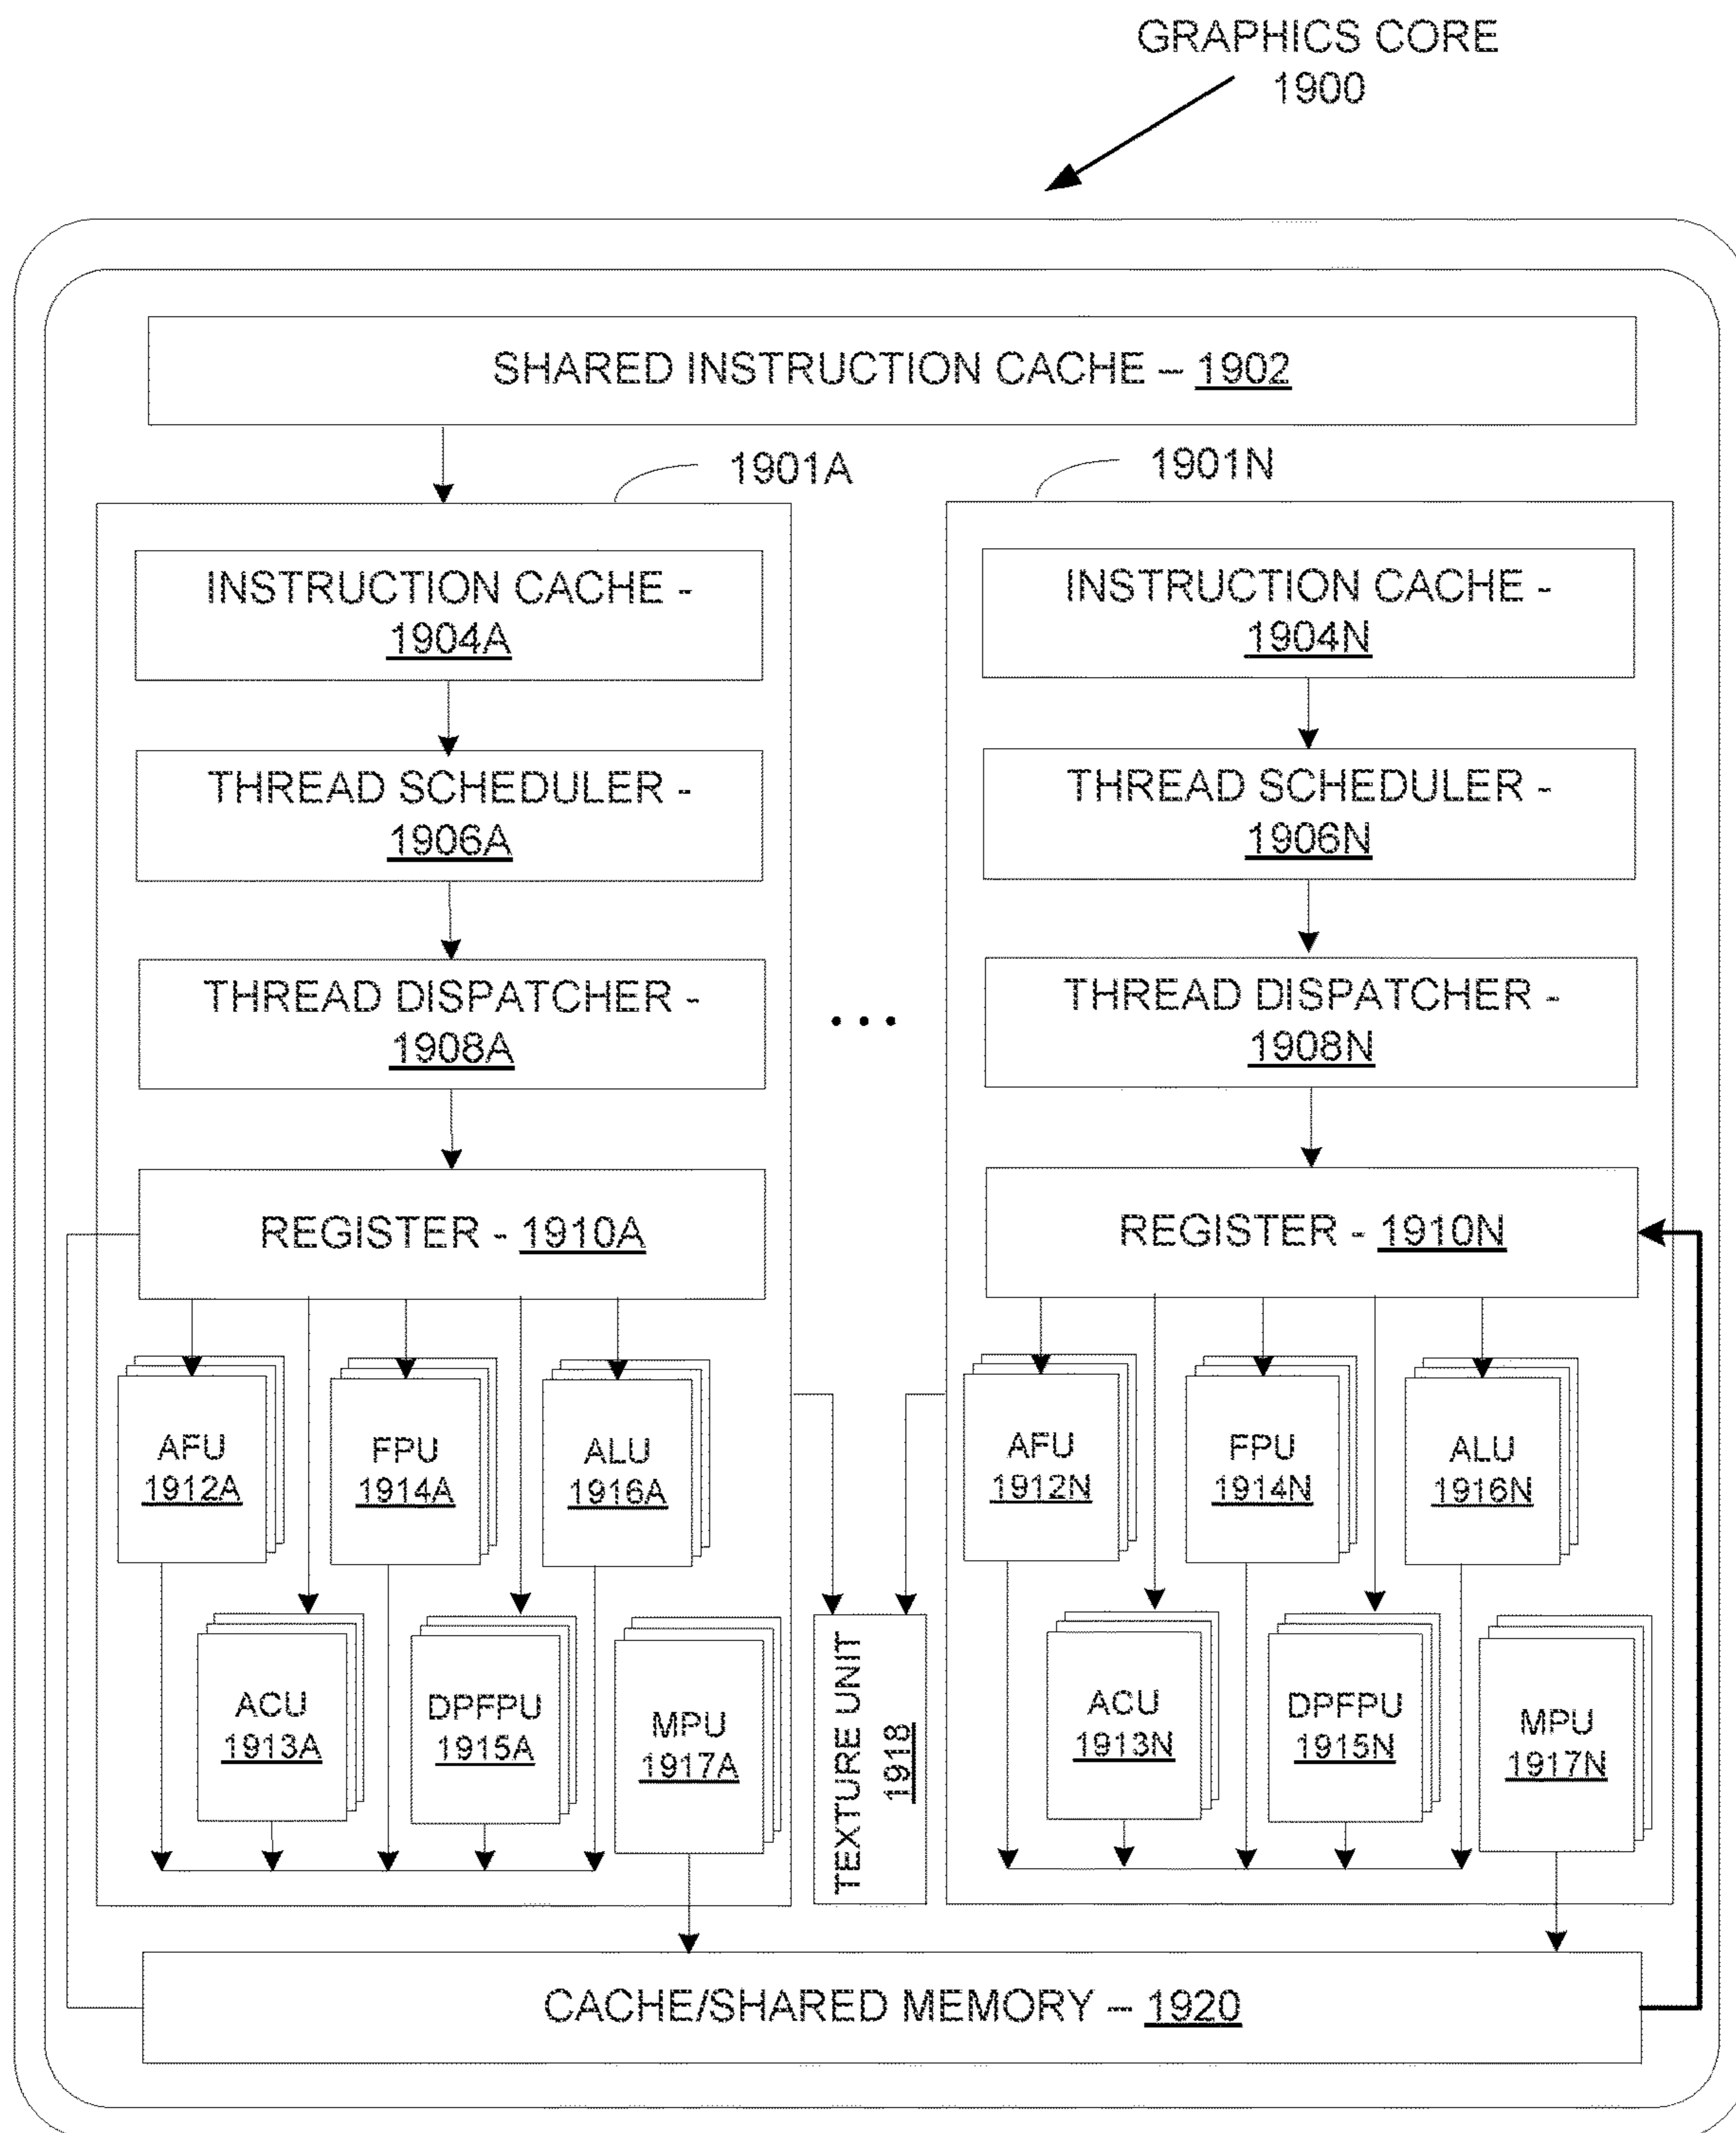 GRAPHICS CORE
1900
SHARED INSTRUCTION CACHE – 1902
1901A
1901N
INSTRUCTION CACHE -
1904A
INSTRUCTION CACHE -
1904N
THREAD SCHEDULER -
1906A
THREAD SCHEDULER -
1906N
THREAD DISPATCHER -
1908A
...
THREAD DISPATCHER -
1908N
REGISTER - 1910A
REGISTER - 1910N
AFU
1912A
FPU
1914A
ALU
1916A
AFU
1912N
FPU
1914N
ALU
1916N
ACU
1913A
DPFPU
1915A
MPU
1917A
TEXTURE UNIT
1918
ACU
1913N
DPFPU
1915N
MPU
1917N
CACHE/SHARED MEMORY – 1920